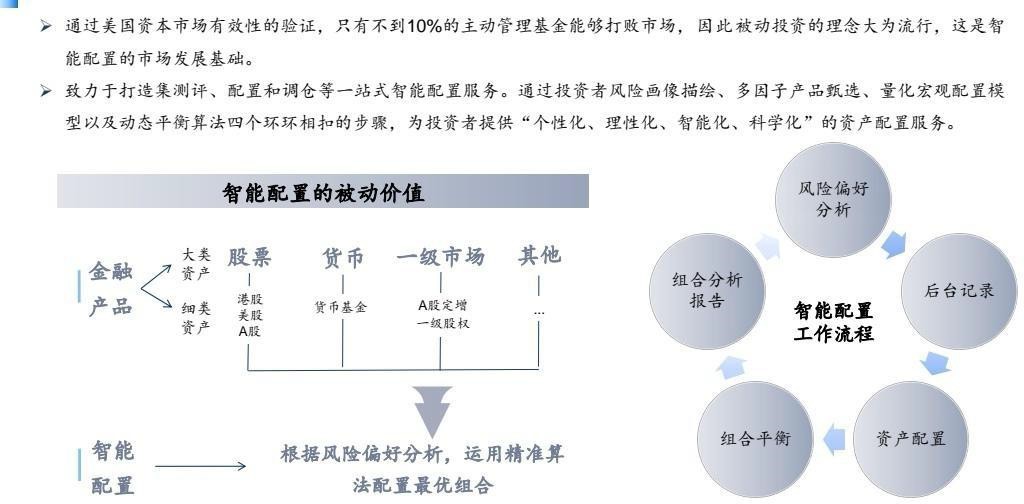 ➢ 通过美国资本市场有效性的验证，只有不到10%的主动管理基金能够打败市场，因此被动投资的理念大为流行，这是智
能配置的市场发展基础。
➢ 致力于打造集测评、配置和调仓等一站式智能配置服务。通过投资者风险画像描绘、多因子产品甄选、量化宏观配置模
型以及动态平衡算法四个环环相扣的步骤，为投资者提供“个性化、理性化、智能化、科学化”的资产配置服务。
智能配置的被动价值
金融
产品
大类
资产
股票
货币
一级市场
其他
细类
资产
港股
美股
A股
货币基金
A股定增
一级股权
...
智能
配置
根据风险偏好分析，运用精准算
法配置最优组合
风险偏好
分析
后台记录
资产配置
组合平衡
组合分析
报告
智能配置
工作流程